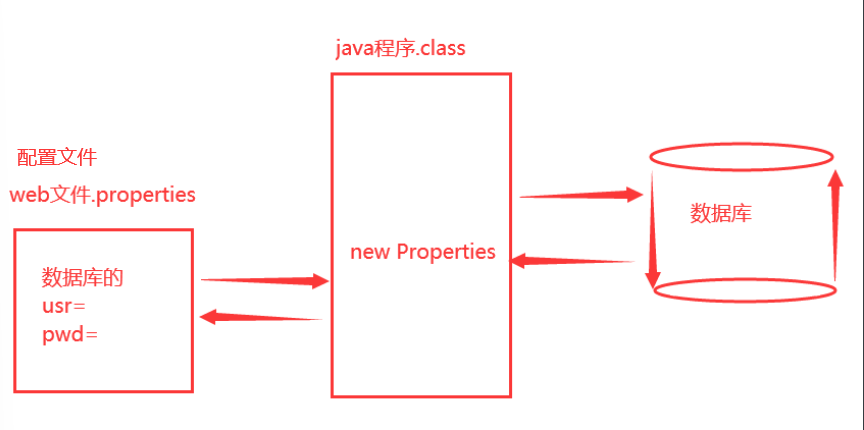 java程序.class
配置文件
web文件.properties
数据库的
usr=
pwd=
new Properties
数据库